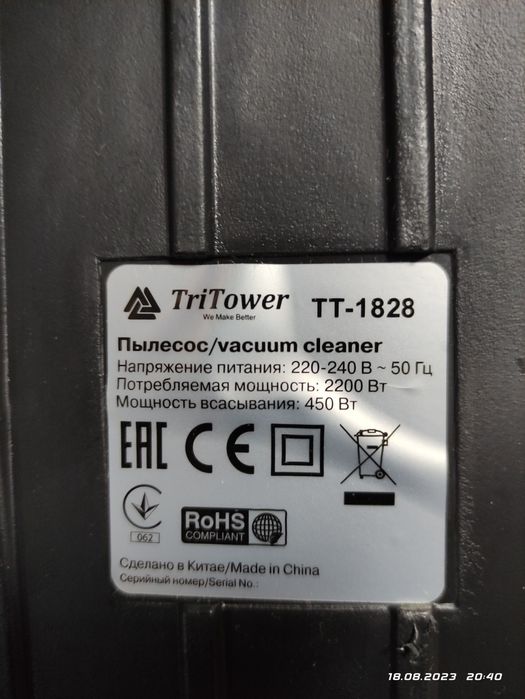 TriTower
We Make Better
TT-1828
Пылесос/vacuum cleaner
Напряжение питания: 220-240 В ~ 50 Гц
Потребляемая мощность: 2200 Вт
Мощность всасывания: 450 Вт
EAC CE
062
RoHS
COMPLIANT
Сделано в Китае/Made in China
Серийный номер/Serial No.:
18.08.2023 20:40